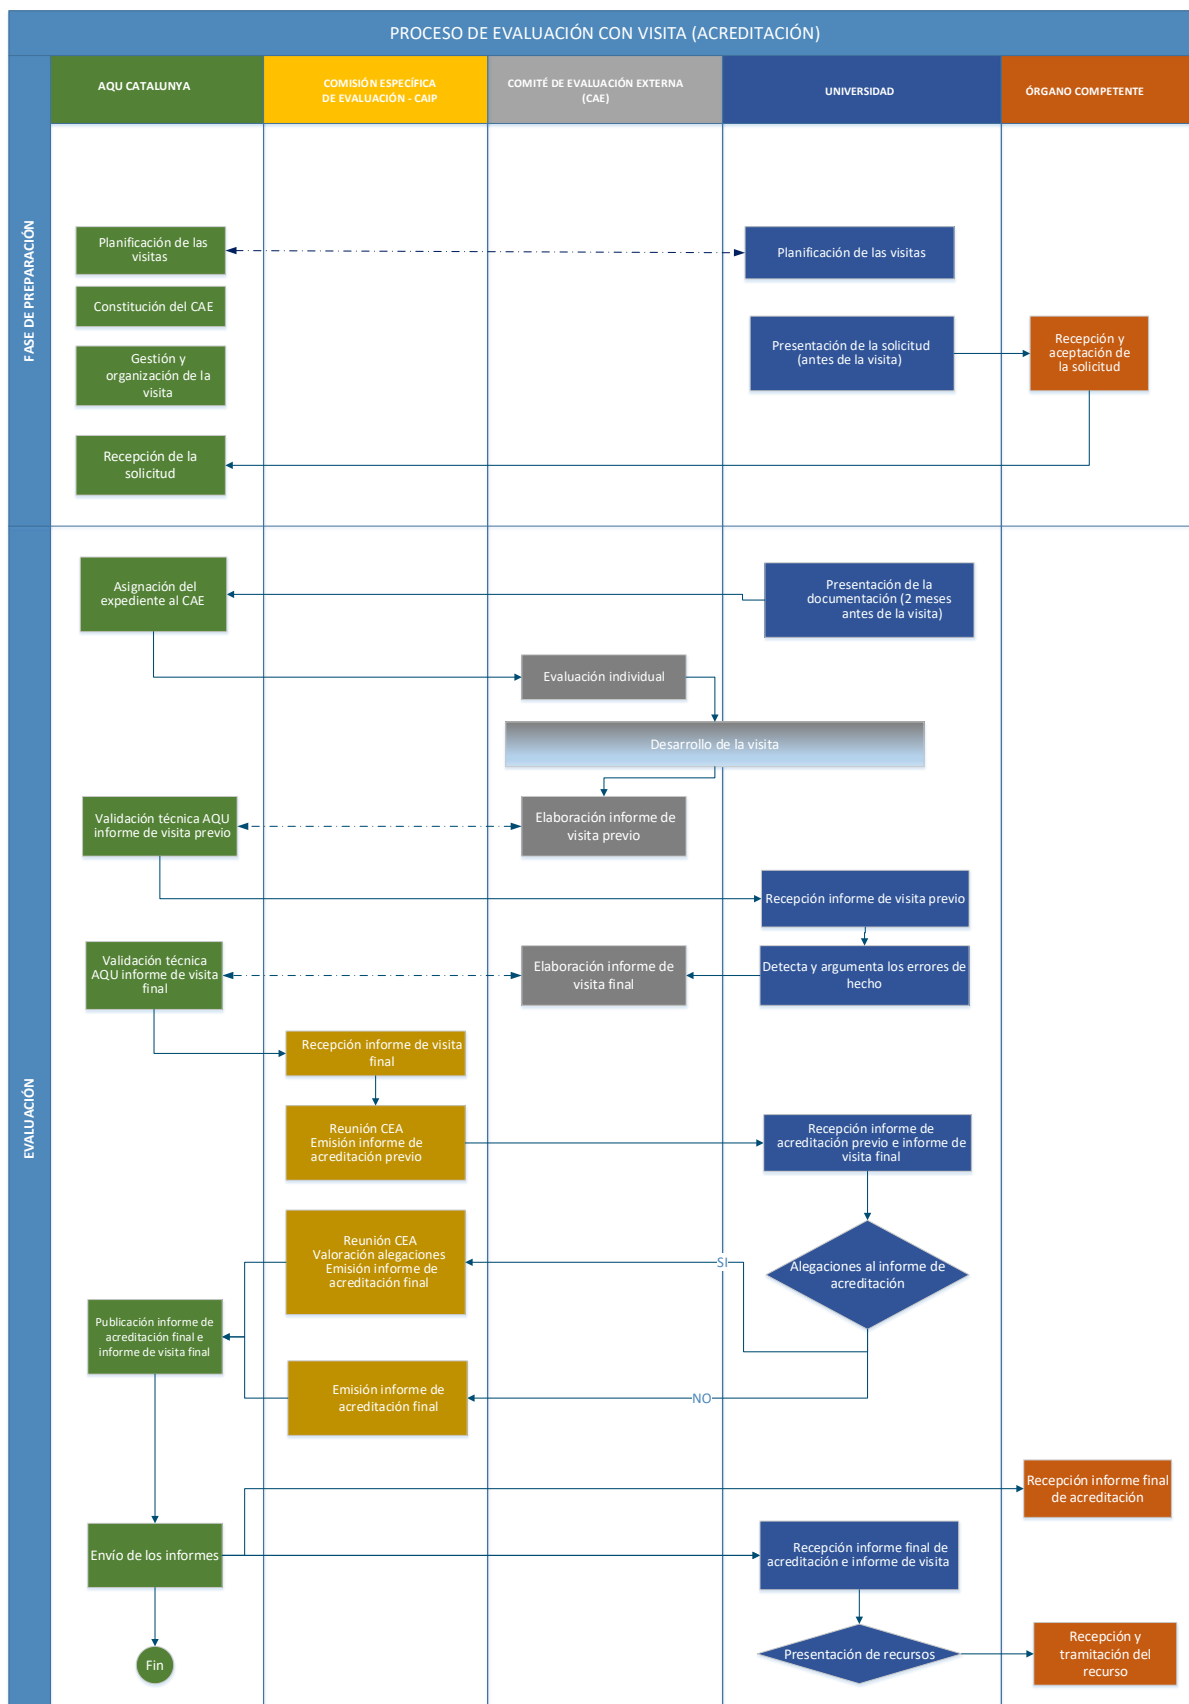 PROCESO DE EVALUACIÓN CON VISITA (ACREDITACIÓN)
AQU CATALUNYA
COMISIÓN ESPECÍFICA
DE EVALUACIÓN - CAIP
COMITÉ DE EVALUACIÓN EXTERNA
(CAE)
UNIVERSIDAD
ÓRGANO COMPETENTE
FASE DE PREPARACIÓN
Planificación de las
visitas
Planificación de las visitas
Constitución del CAE
Gestión y
organización de la
visita
Presentación de la solicitud
(antes de la visita)
Recepción y
aceptación de
la solicitud
Recepción de la
solicitud
EVALUACIÓN
Asignación del
expediente al CAE
Presentación de la
documentación (2 meses
antes de la visita)
Evaluación individual
Desarrollo de la visita
Validación técnica AQU
informe de visita previo
Elaboración informe de
visita previo
Recepción informe de visita previo
Validación técnica
AQU informe de visita
final
Elaboración informe de
visita final
Detecta y argumenta los errores de
hecho
Recepción informe de visita
final
Reunión CEA
Emisión informe de
acreditación previo
Recepción informe de
acreditación previo e informe de
visita final
Reunión CEA
Valoración alegaciones
Emisión informe de
acreditación final
SI
Alegaciones al informe de
acreditación
Publicación informe de
acreditación final e
informe de visita final
Emisión informe de
acreditación final
NO
Recepción informe final
de acreditación
Envío de los informes
Recepción informe final de
acreditación e informe de visita
Presentación de recursos
Recepción y
tramitación del
recurso
Fin